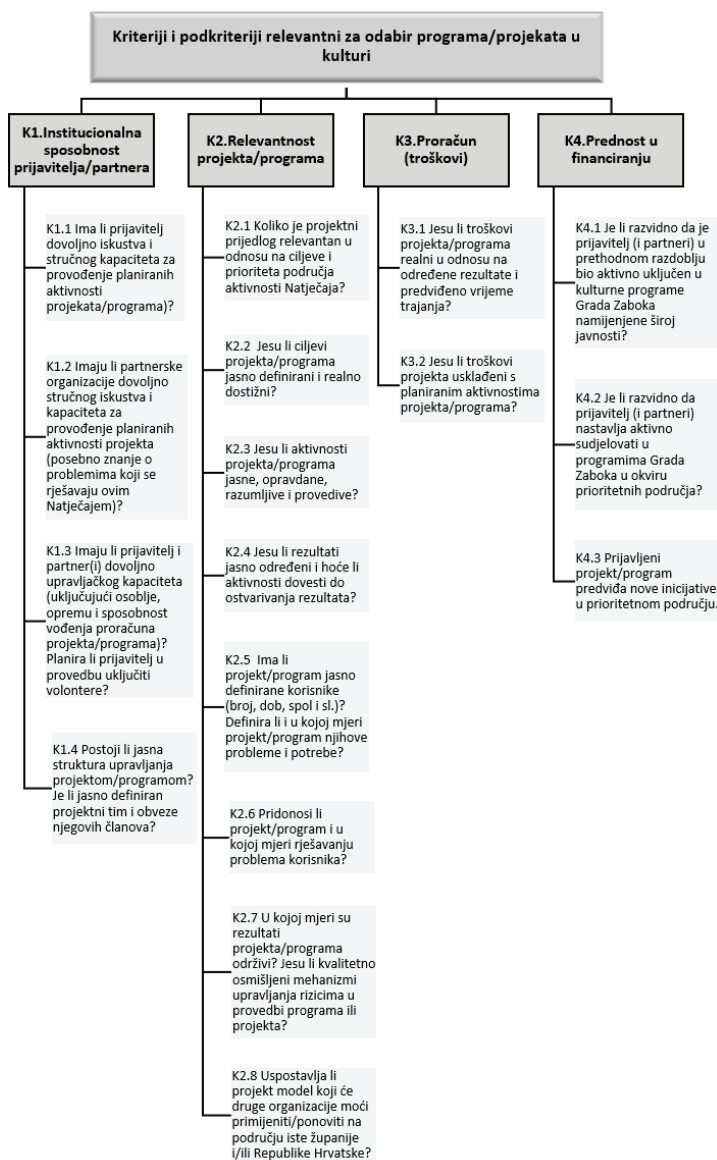 Kriteriji i podkriteriji relevantni za odabir programa/projekata u
kulturi
K1.Institucionalna
sposobnost
prijavitelja/partnera
K1.1 Ima li prijavitelj
dovoljno iskustva i
stručnog kapaciteta za
provođenje planiranih
aktivnosti
projekata/programa)?
K1.2 Imaju li partnerske
organizacije dovoljno
stručnog iskustva i
kapaciteta za
provođenje planiranih
aktivnosti projekta
(posebno znanje o
problemima koji se
rješavaju ovim
Natječajem)?
K1.3 Imaju li prijavitelj i
partner(i) dovoljno
upravljačkog kapaciteta
(uključujući osoblje,
opremu i sposobnost
vođenja proračuna
projekta/programa)?
Planira li prijavitelj u
provedbu uključiti
volontere?
K1.4 Postoji li jasna
struktura upravljanja
projektom/programom?
Je li jasno definiran
projektni tim i obveze
njegovih članova?
K2.Relevantnost
projekta/programa
K2.1 Koliko je projektni
prijedlog relevantan u
odnosu na ciljeve i
prioriteta područja
aktivnosti Natječaja?
K2.2 Jesu li ciljevi
projekta/programa
jasno definirani i realno
dostižni?
K2.3 Jesu li aktivnosti
projekta/programa
jasne, opravdane,
razumljive i provedive?
K2.4 Jesu li rezultati
jasno određeni i hoće li
aktivnosti dovesti do
ostvarivanja rezultata?
K2.5 Ima li
projekt/program jasno
definirane korisnike
(broj, dob, spol i sl.)?
Definira li i u kojoj mjeri
projekt/program njihove
probleme i potrebe?
K2.6 Pridonosi li
projekt/program i u
kojoj mjeri rješavanju
problema korisnika?
K2.7 U kojoj mjeri su
rezultati
projekta/programa
održivi? Jesu li kvalitetno
osmišljeni mehanizmi
upravljanja rizicima u
provedbi programa ili
projekta?
K2.8 Uspostavlja li
projekt model koji će
druge organizacije moći
primijeniti/ponoviti na
području iste županije
i/ili Republike Hrvatske?
K3.Proračun
(troškovi)
K3.1 Jesu li troškovi
projekta/programa
realni u odnosu na
određene rezultate i
predviđeno vrijeme
trajanja?
K3.2 Jesu li troškovi
projekta usklađeni s
planiranim aktivnostima
projekta/programa?
K4.Prednost u
financiranju
K4.1 Je li razvidno da je
prijavitelj (i partneri) u
prethodnom razdoblju
bio aktivno uključen u
kulturne programe
Grada Zaboka
namijenjene široj
javnosti?
K4.2 Je li razvidno da
prijavitelj (i partneri)
nastavlja aktivno
sudjelovati u
programima Grada
Zaboka u okviru
prioritetnih područja?
K4.3 Prijavljeni
projekt/program
predviđa nove inicijative
u prioritetnom području.